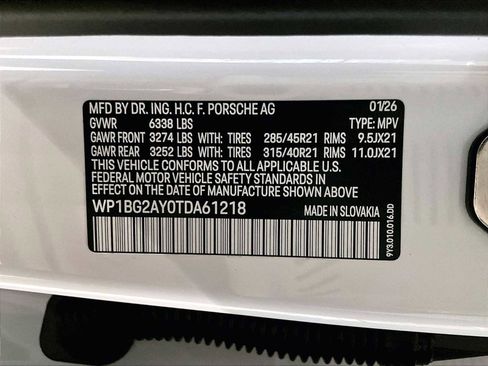 MFD BY DR. ING. H.C. F. PORSCHE AG 01/26
GVWR 6338 LBS TYPE: MPV
GAWR FRONT 3274 LBS WITH: TIRES 285/45R21 RIMS 9.5JX21
GAWR REAR 3252 LBS WITH: TIRES 315/40R21 RIMS 11.0JX21
THIS VEHICLE CONFORMS TO ALL APPLICABLE U.S.
FEDERAL MOTOR VEHICLE SAFETY STANDARDS IN
EFFECT ON THE DATE OF MANUFACTURE SHOWN ABOVE.
WP1BG2AY0TDA61218 MADE IN SLOVAKIA
9Y3.010.016.DD